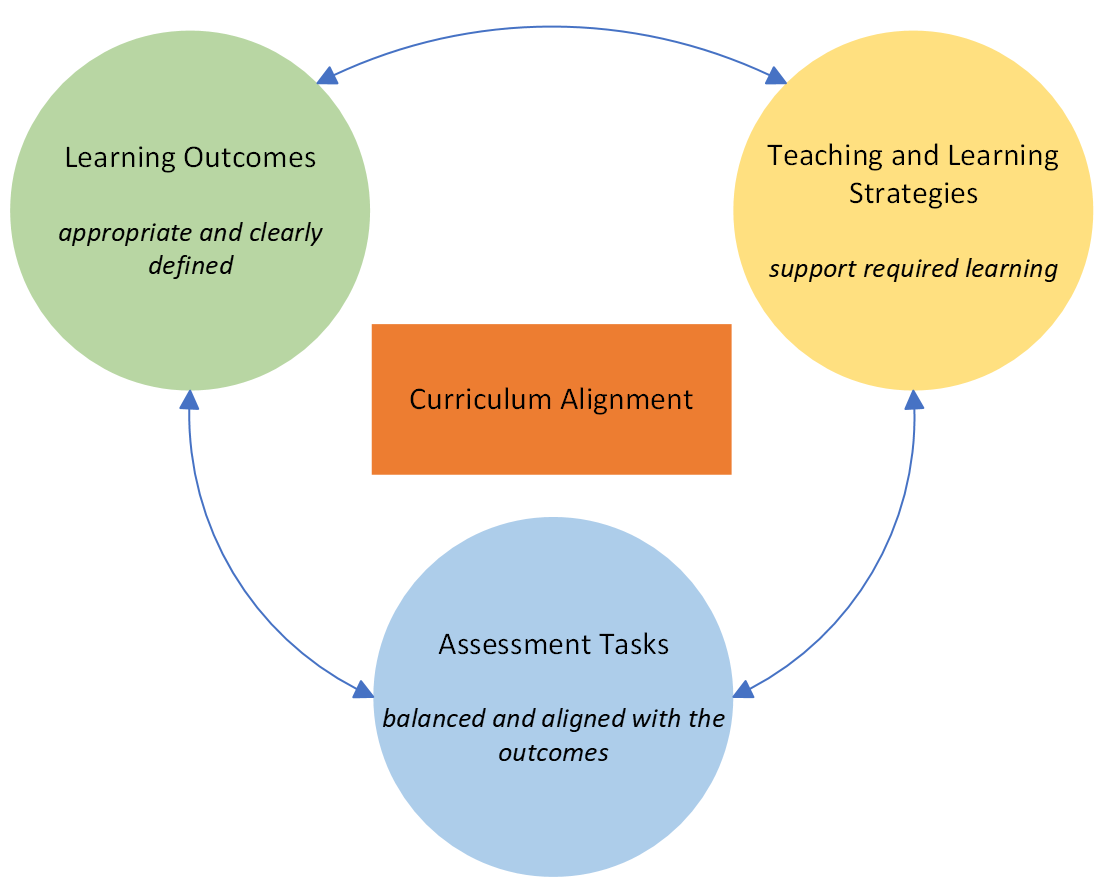 Learning Outcomes
appropriate and clearly
defined
Teaching and Learning
Strategies
support required learning
Curriculum Alignment
Assessment Tasks
balanced and aligned with the
outcomes